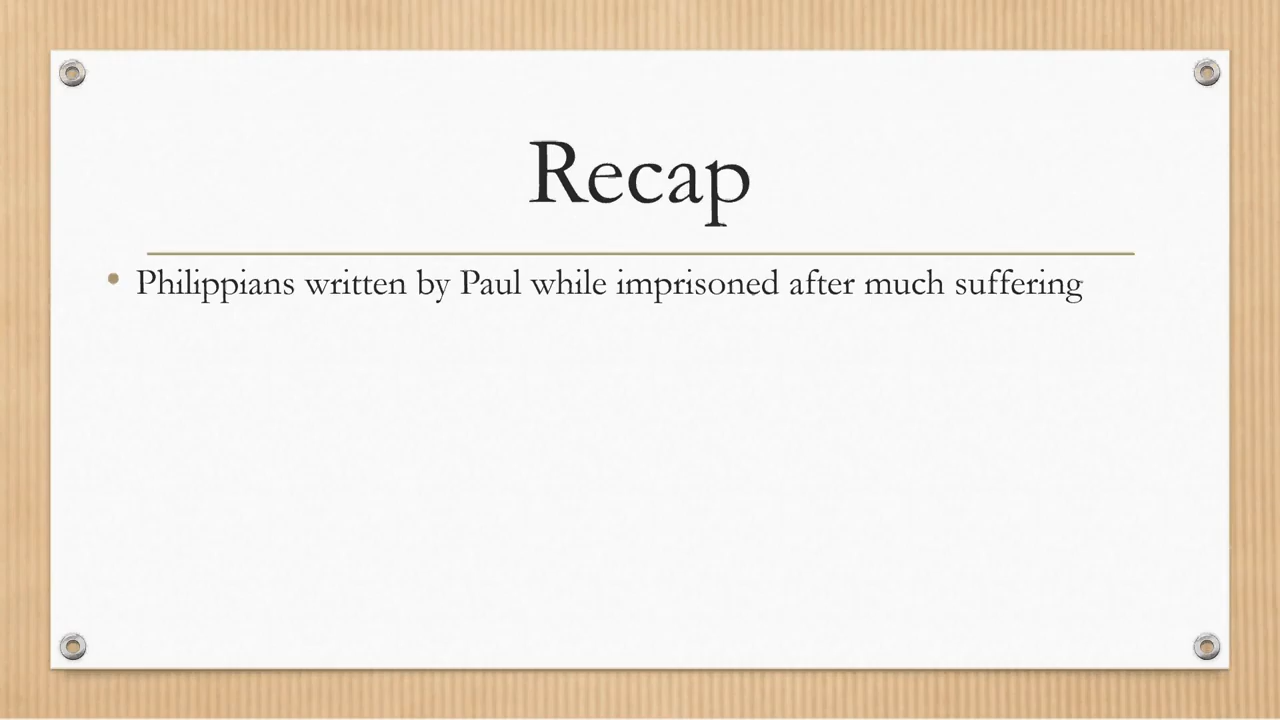 Recap
• Philippians written by Paul while imprisoned after much suffering